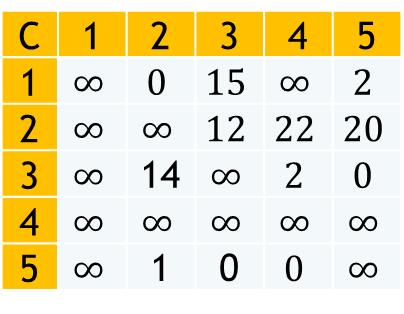 C 1 2 3 4 5
1 ∞ 0 15 ∞ 2
2 ∞ ∞ 12 22 20
3 ∞ 14 ∞ 2 0
4 ∞ ∞ ∞ ∞ ∞
5 ∞ 1 0 0 ∞